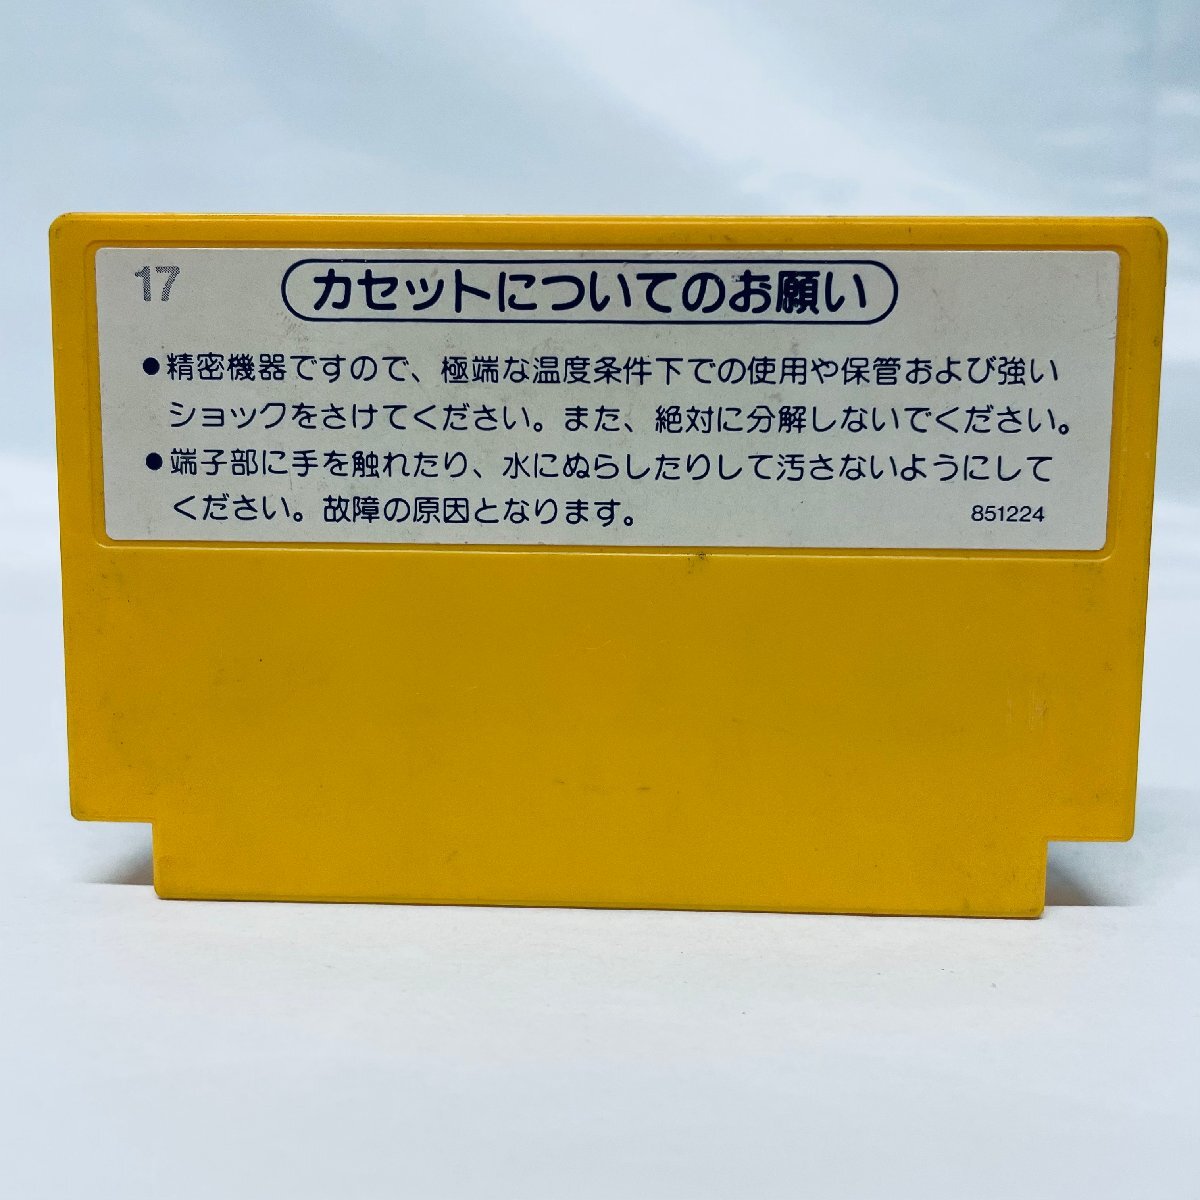 17
カセットについてのお願い
●精密機器ですので、極端な温度条件下での使用や保管および強い
ショックをさけてください。また、絶対に分解しないでください。
●端子部に手を触れたり、水にぬらしたりして汚さないようにして
ください。故障の原因となります。
851224